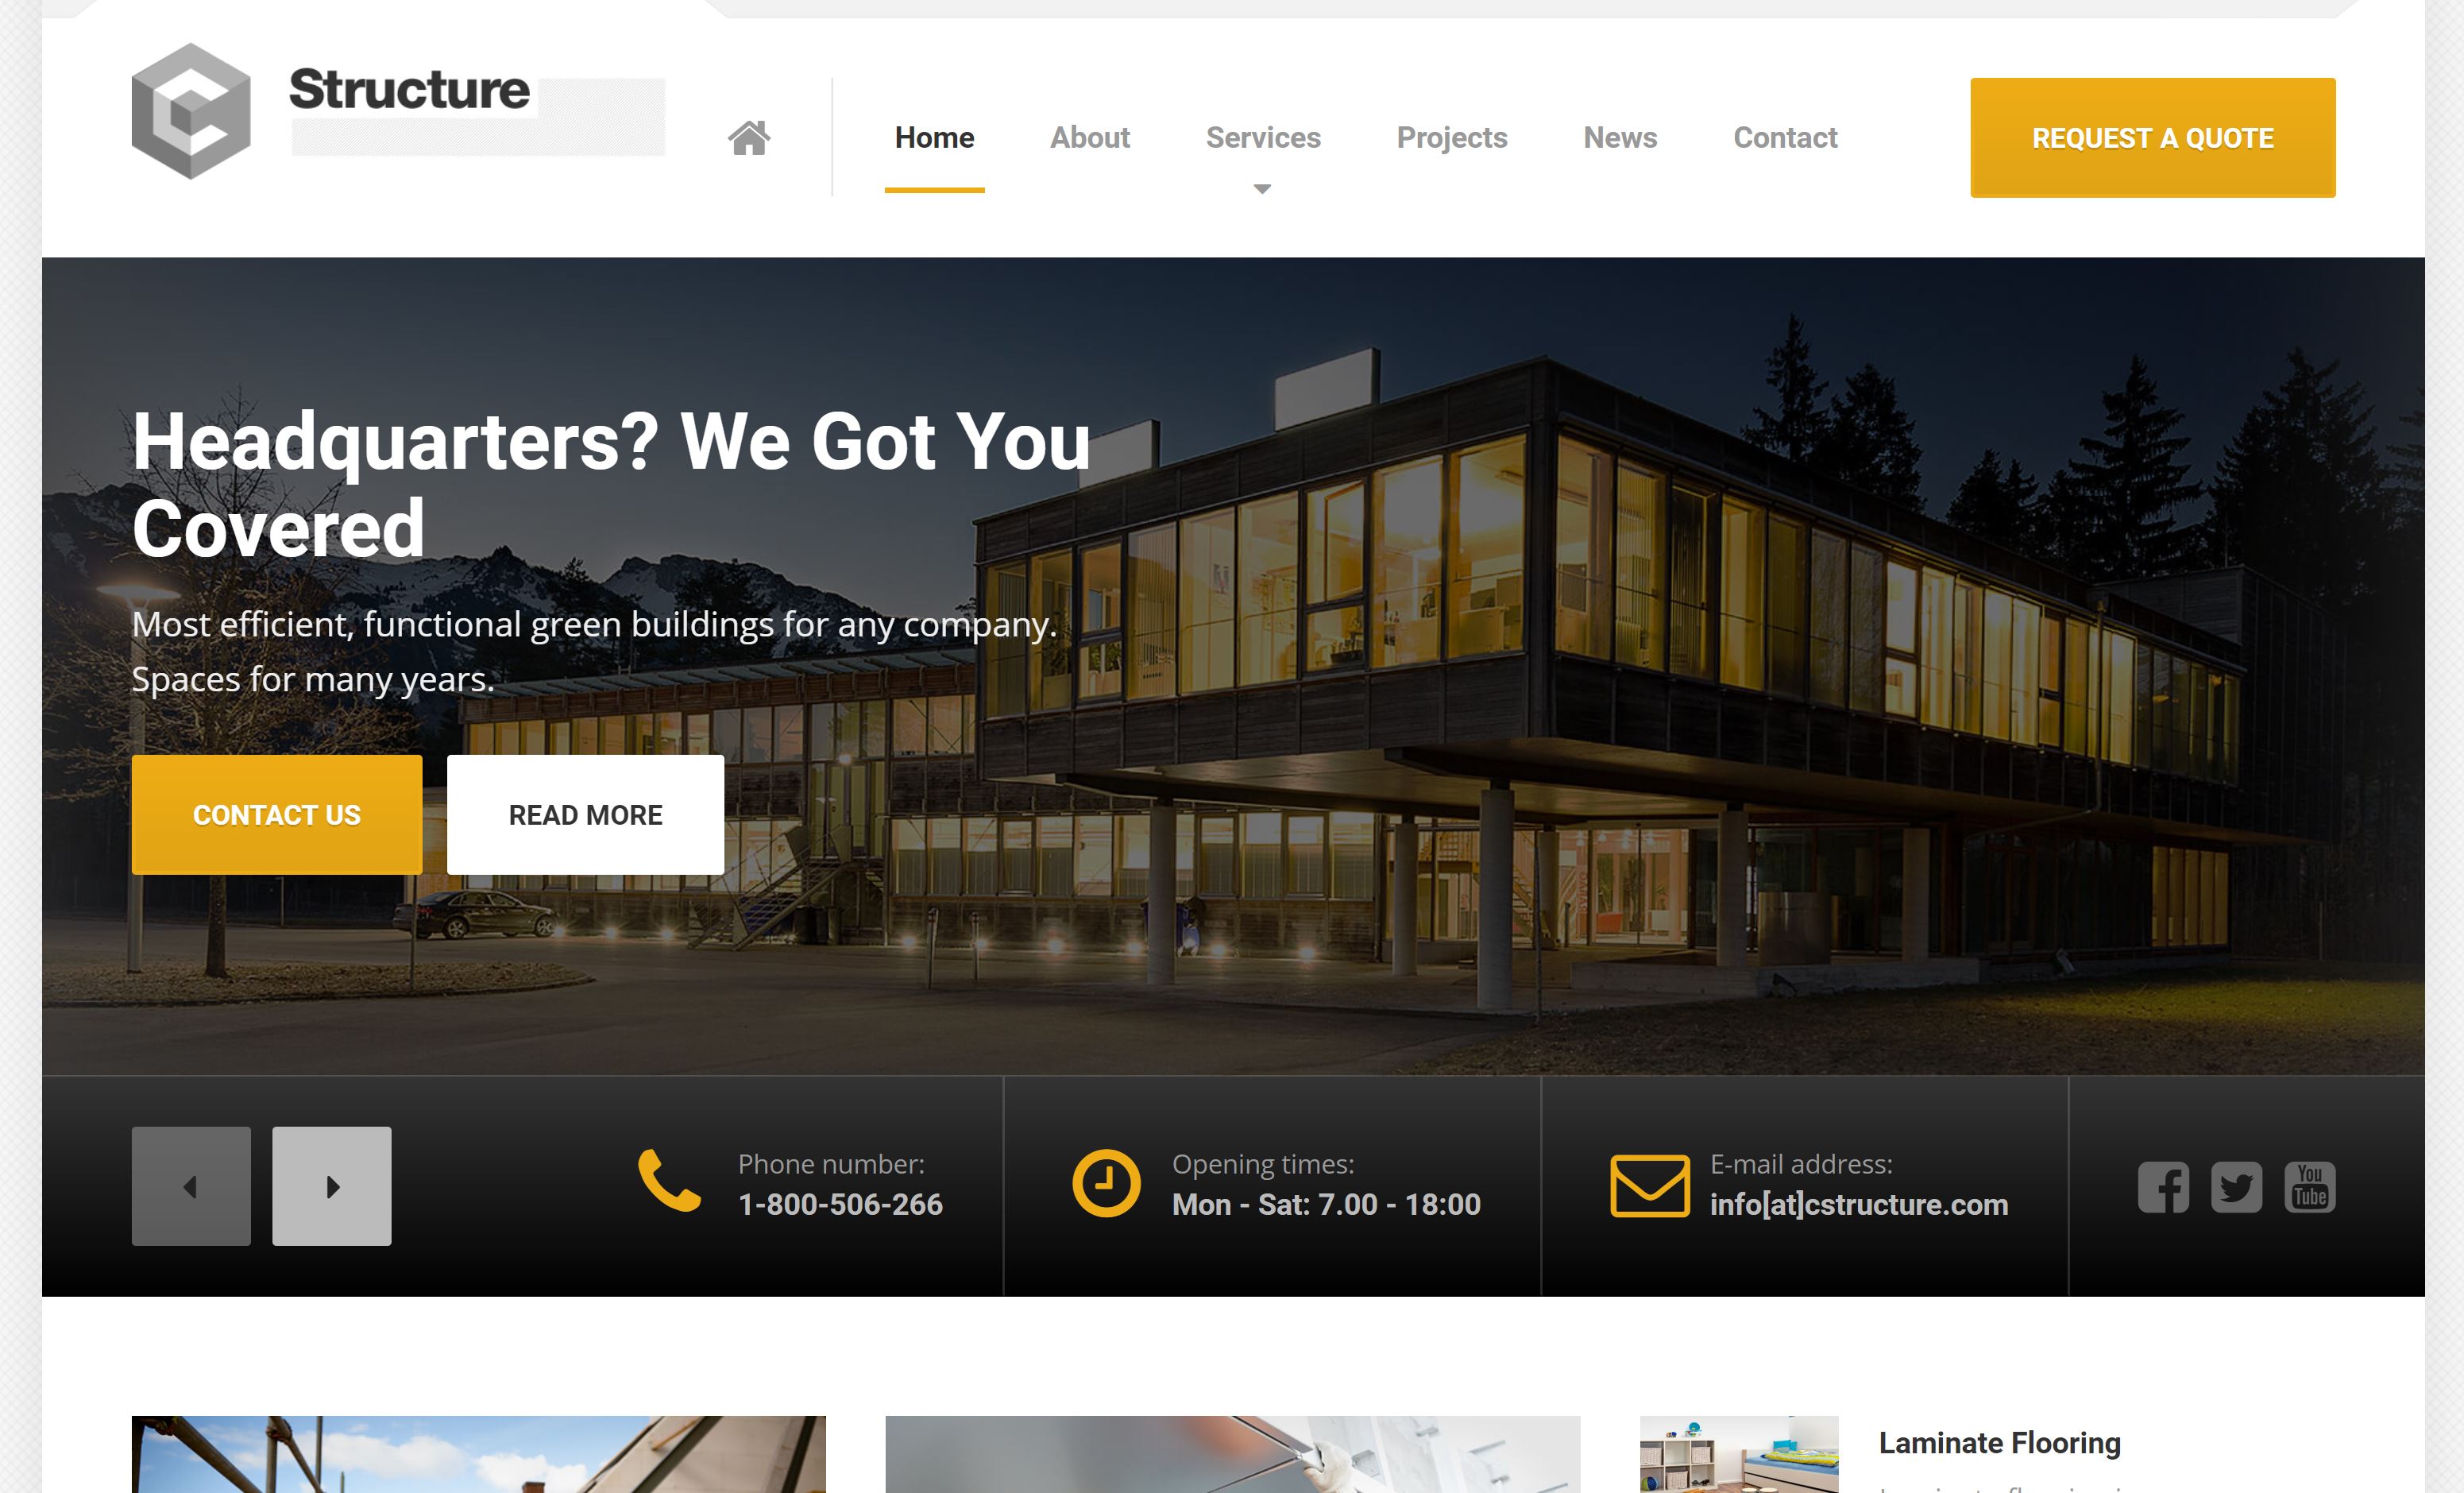 Structure
Home About Services Projects News Contact
REQUEST A QUOTE
Headquarters? We Got You
Covered
Most efficient, functional green buildings for any company.
Spaces for many years.
CONTACT US
READ MORE
Phone number:
1-800-506-266
Opening times:
Mon - Sat: 7.00 - 18:00
E-mail address:
info[at]cstructure.com
You
Tube
Laminate Flooring